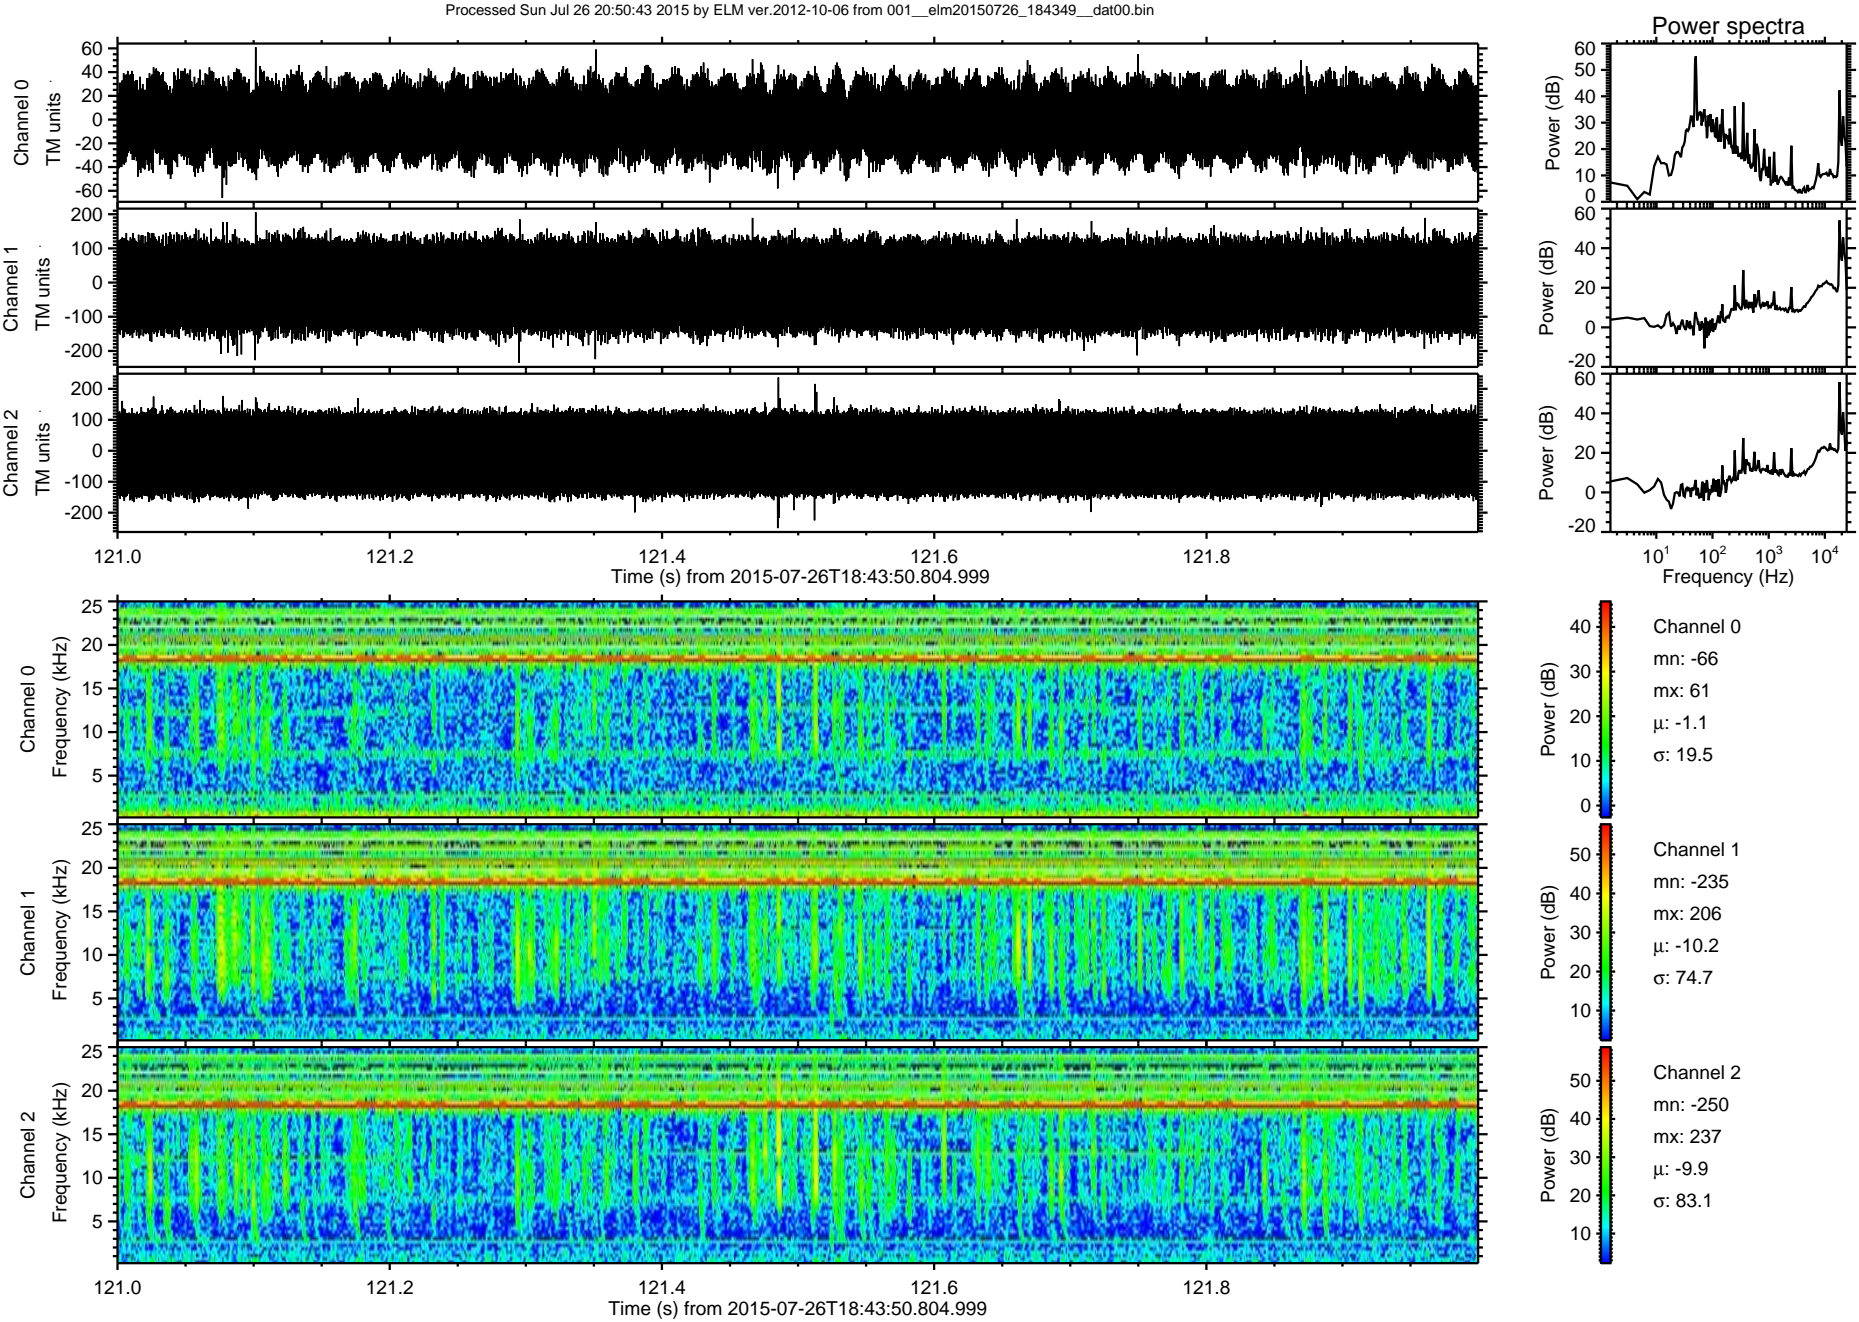 Processed Sun Jul 26 20:50:43 2015 by ELM ver.2012-10-06 from 001__elm20150726_184349__dat00.bin
Power spectra
Channel 0
TM units
60
40
20
0
-20
-40
-60
Power (dB)
60
50
40
30
20
10
0
Channel 1
TM units
200
100
0
-100
-200
Power (dB)
60
40
20
0
-20
Channel 2
TM units
200
100
0
-100
-200
Power (dB)
60
40
20
0
-20
121.0 121.2 121.4 121.6 121.8
Time (s) from 2015-07-26T18:43:50.804.999
10¹ 10² 10³ 10⁴
Frequency (Hz)
Channel 0
Frequency (kHz)
25
20
15
10
5
Power (dB)
40
30
20
10
0
Channel 0
mn: -66
mx: 61
μ: -1.1
σ: 19.5
Channel 1
Frequency (kHz)
25
20
15
10
5
Power (dB)
50
40
30
20
10
Channel 1
mn: -235
mx: 206
μ: -10.2
σ: 74.7
Channel 2
Frequency (kHz)
25
20
15
10
5
Power (dB)
50
40
30
20
10
Channel 2
mn: -250
mx: 237
μ: -9.9
σ: 83.1
121.0 121.2 121.4 121.6 121.8
Time (s) from 2015-07-26T18:43:50.804.999